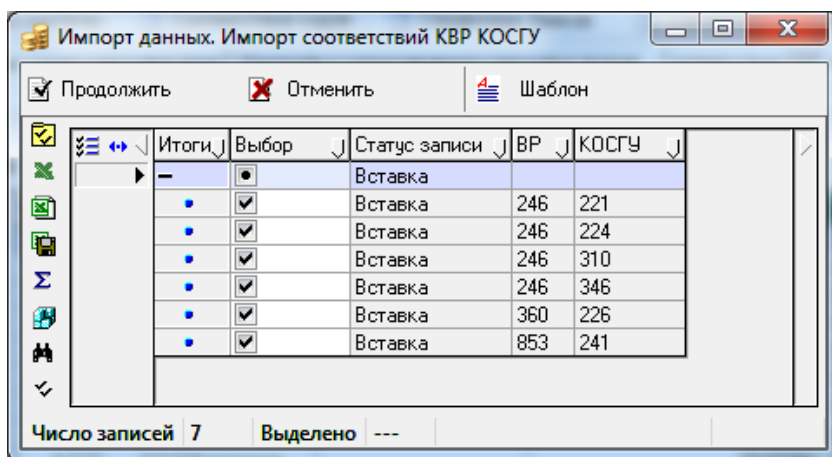 Импорт данных. Импорт соответствий КВР КОСГУ
Продолжить Отменить Шаблон
Итоги Выбор Статус записи ВР КОСГУ
Вставка
Вставка 246 221
Вставка 246 224
Вставка 246 310
Вставка 246 346
Вставка 360 226
Вставка 853 241
Число записей 7 Выделено ---